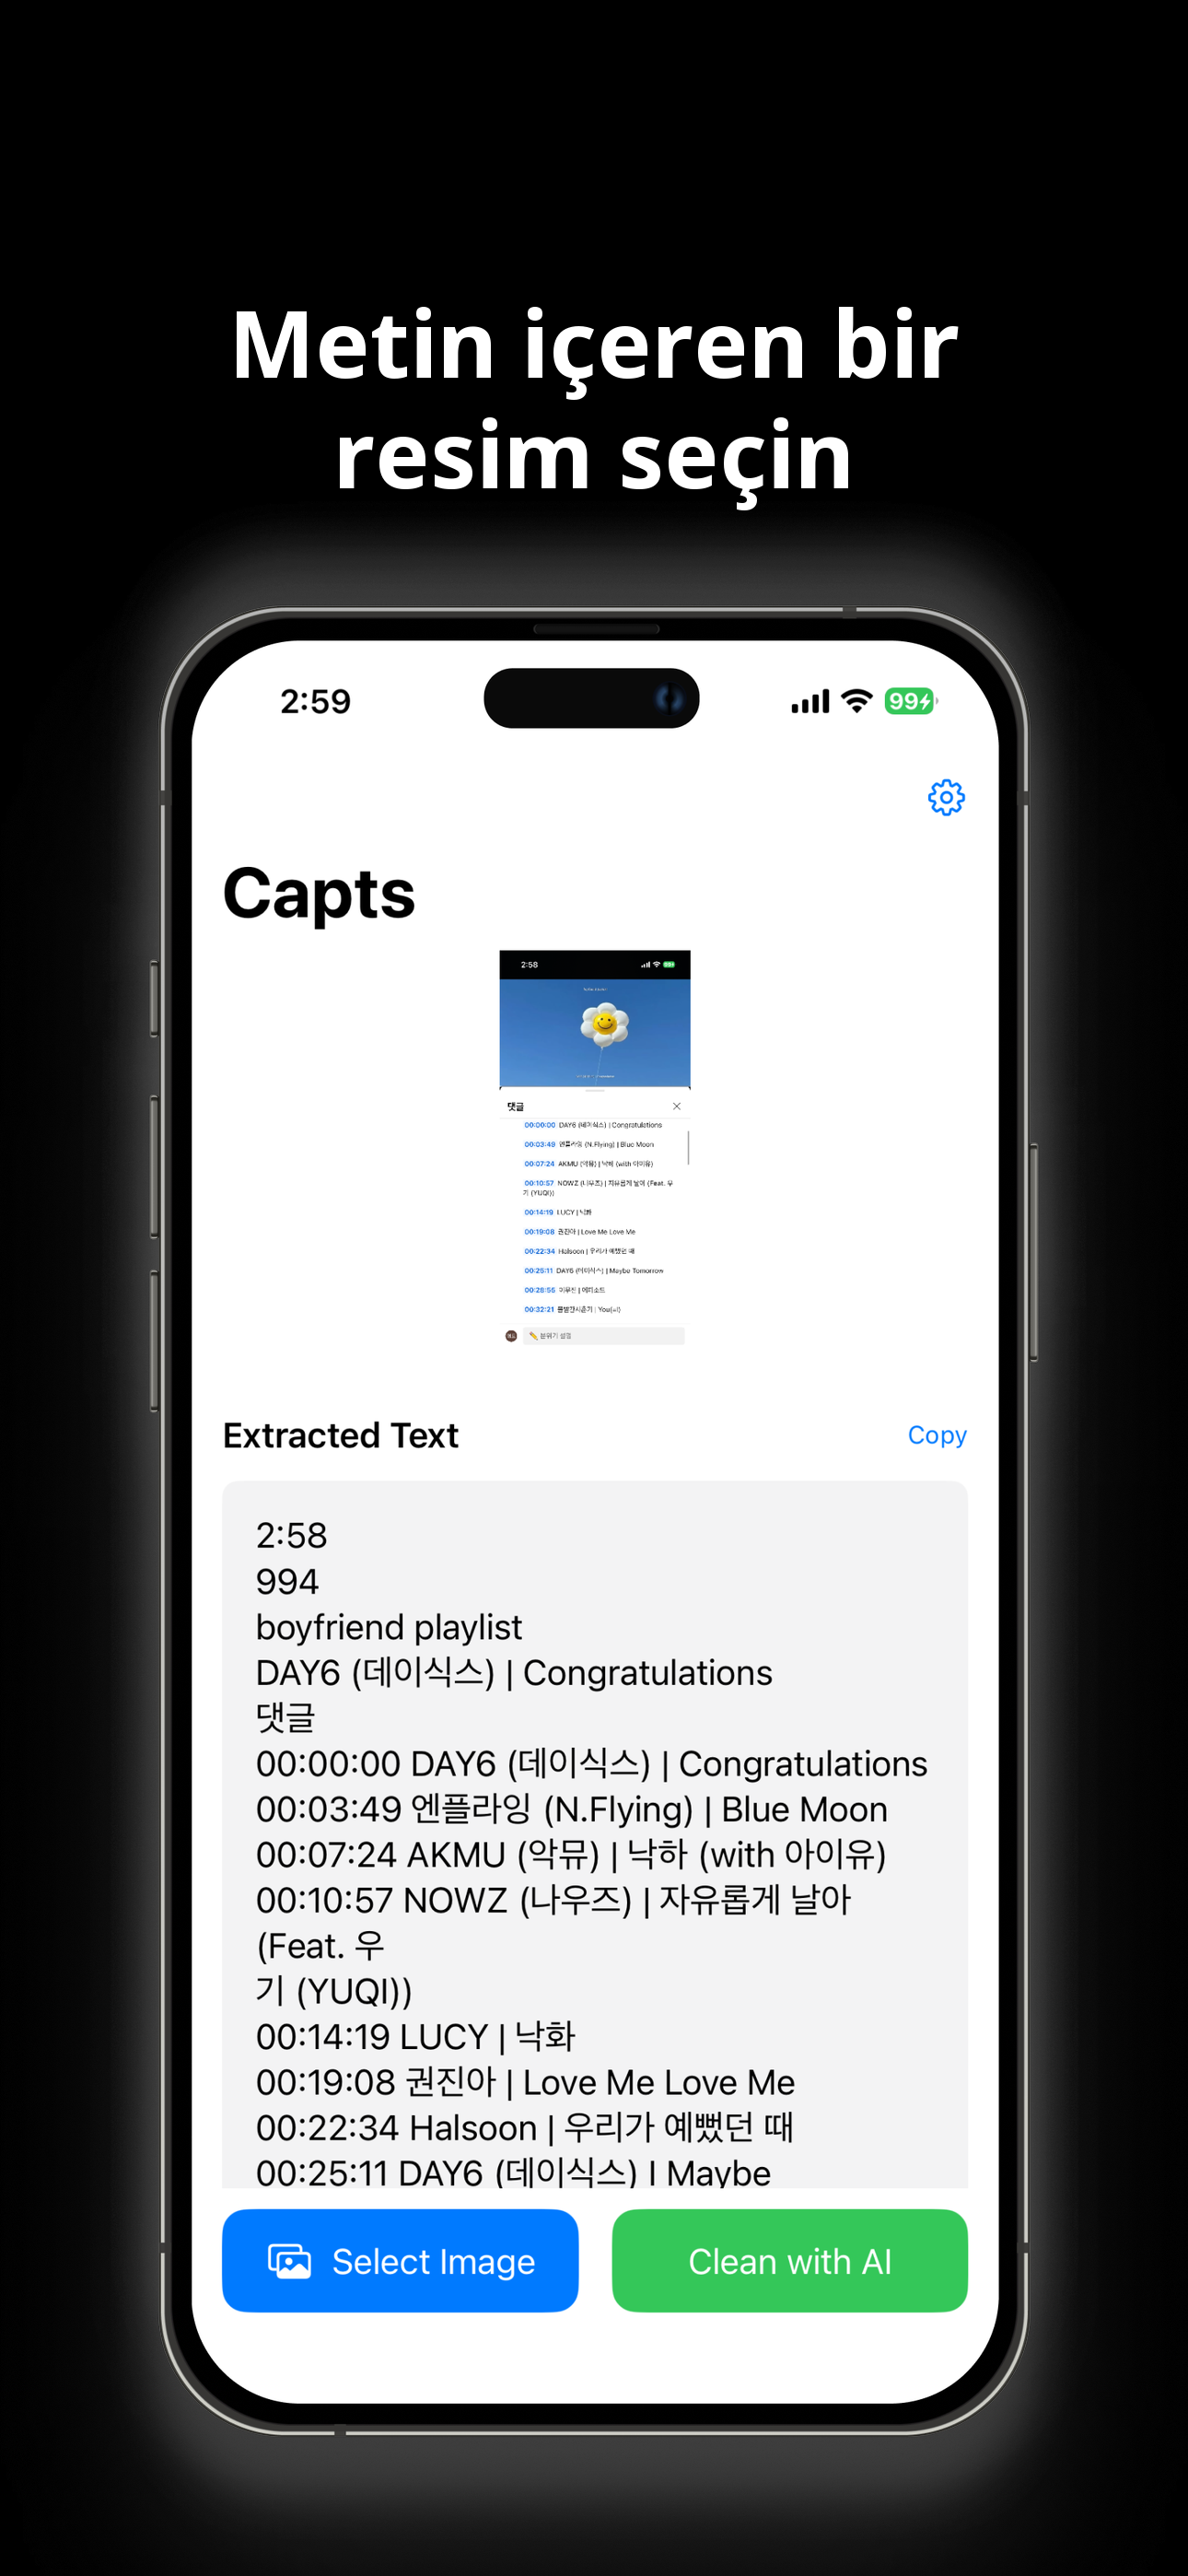 Metin içeren bir
resim seçin
2:59
99
Capts
2:58
댓글
00:00:00 DAY6 (데이식스) | Congratulations
00:03:49 엔플라잉 (N.Flying) | Blue Moon
00:07:24 AKMU (악뮤) | 낙하 (with 아이유)
00:10:57 NOWZ (나우즈) | 자유롭게 날아 (Feat. 우
기 (YUQI))
00:14:19 LUCY | 낙화
00:19:08 권진아 | Love Me Love Me
00:22:34 Halsoon | 우리가 예뻤던 때
00:25:11 DAY6 (데이식스) | Maybe Tomorrow
00:28:55 이무진 | 에피소드
00:32:21
Extracted Text
Copy
2:58
994
boyfriend playlist
DAY6 (데이식스) | Congratulations
댓글
00:00:00 DAY6 (데이식스) | Congratulations
00:03:49 엔플라잉 (N.Flying) | Blue Moon
00:07:24 AKMU (악뮤) | 낙하 (with 아이유)
00:10:57 NOWZ (나우즈) | 자유롭게 날아
(Feat. 우
기 (YUQI))
00:14:19 LUCY | 낙화
00:19:08 권진아 | Love Me Love Me
00:22:34 Halsoon | 우리가 예뻤던 때
00:25:11 DAY6 (데이식스) I Maybe
Select Image
Clean with AI